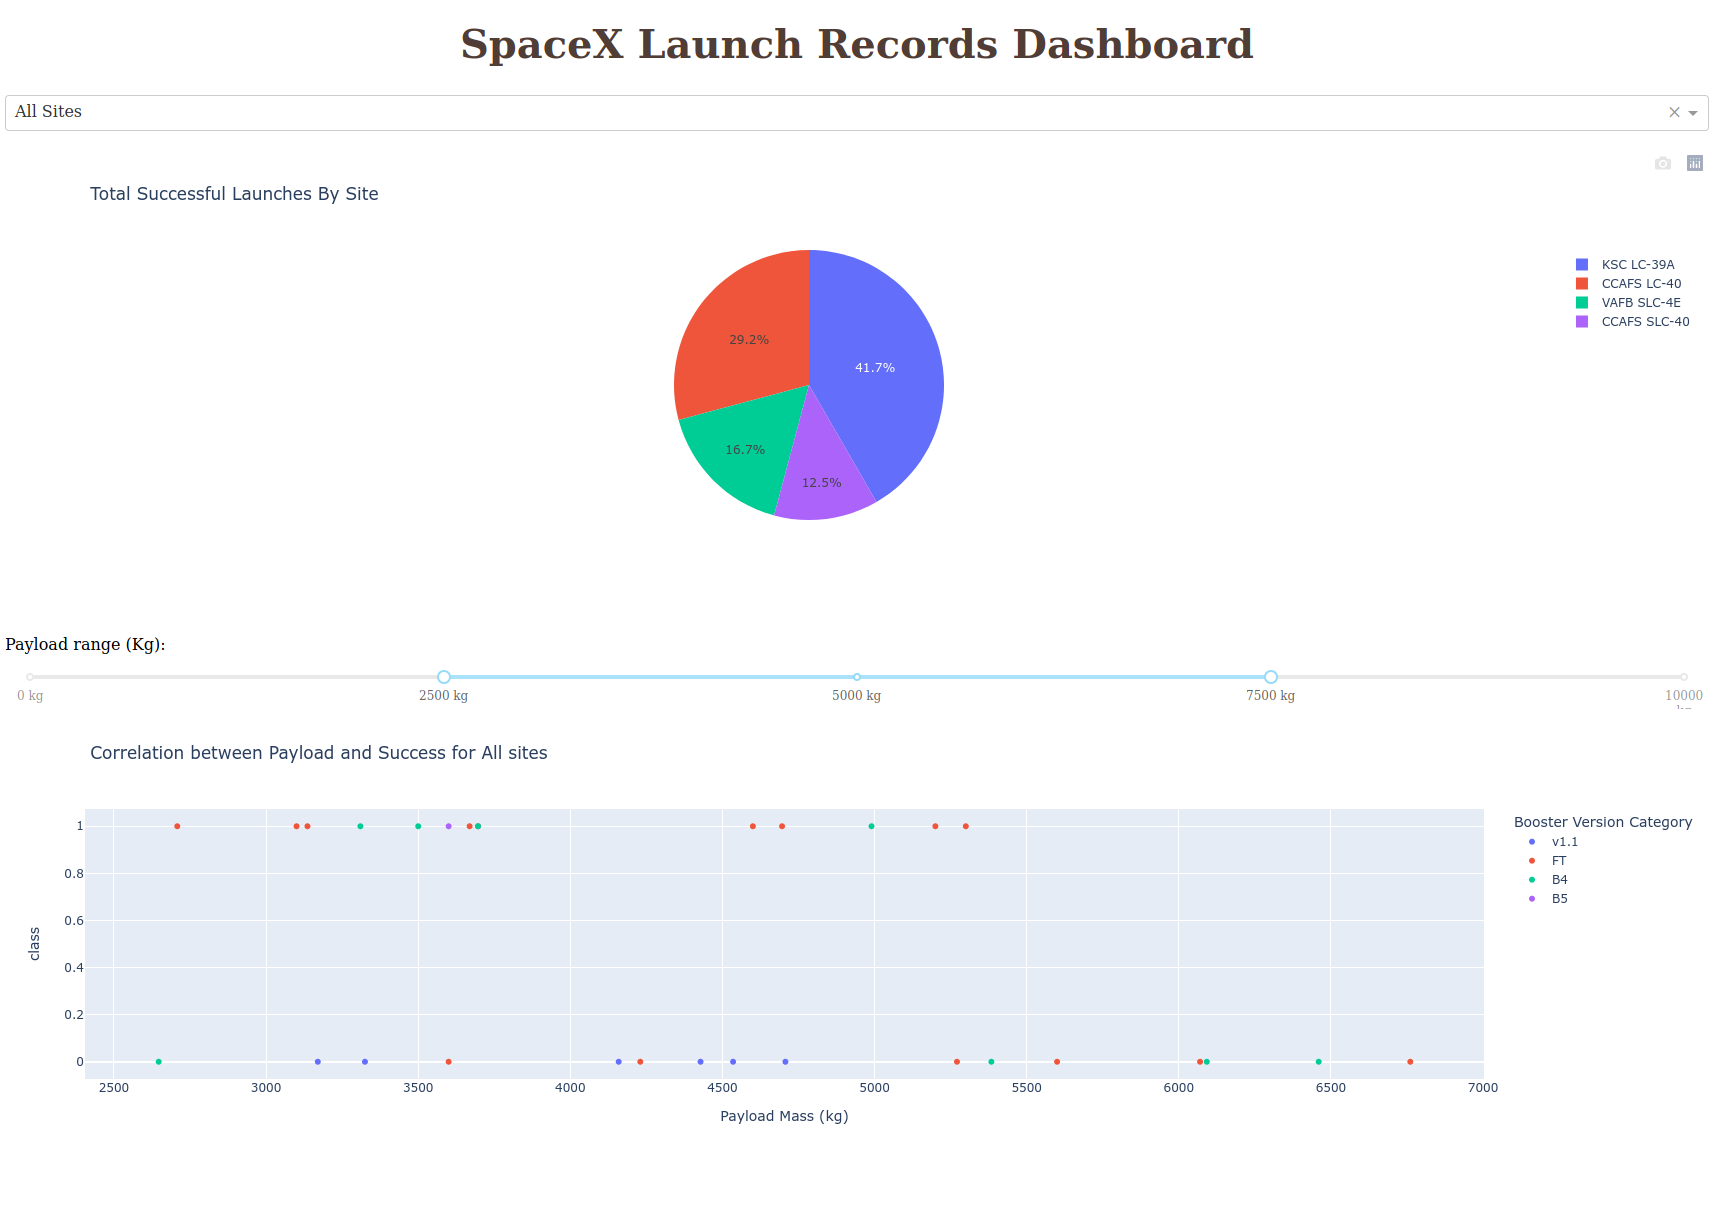 SpaceX Launch Records Dashboard
All Sites
Total Successful Launches By Site
KSC LC-39A
CCAFS LC-40
VAFB SLC-4E
CCAFS SLC-40
29.2%
41.7%
16.7%
12.5%
Payload range (Kg):
0 kg 2500 kg 5000 kg 7500 kg 10000
Correlation between Payload and Success for All sites
Booster Version Category
v1.1
FT
B4
B5
class
1
0.8
0.6
0.4
0.2
0
2500 3000 3500 4000 4500 5000 5500 6000 6500 7000
Payload Mass (kg)